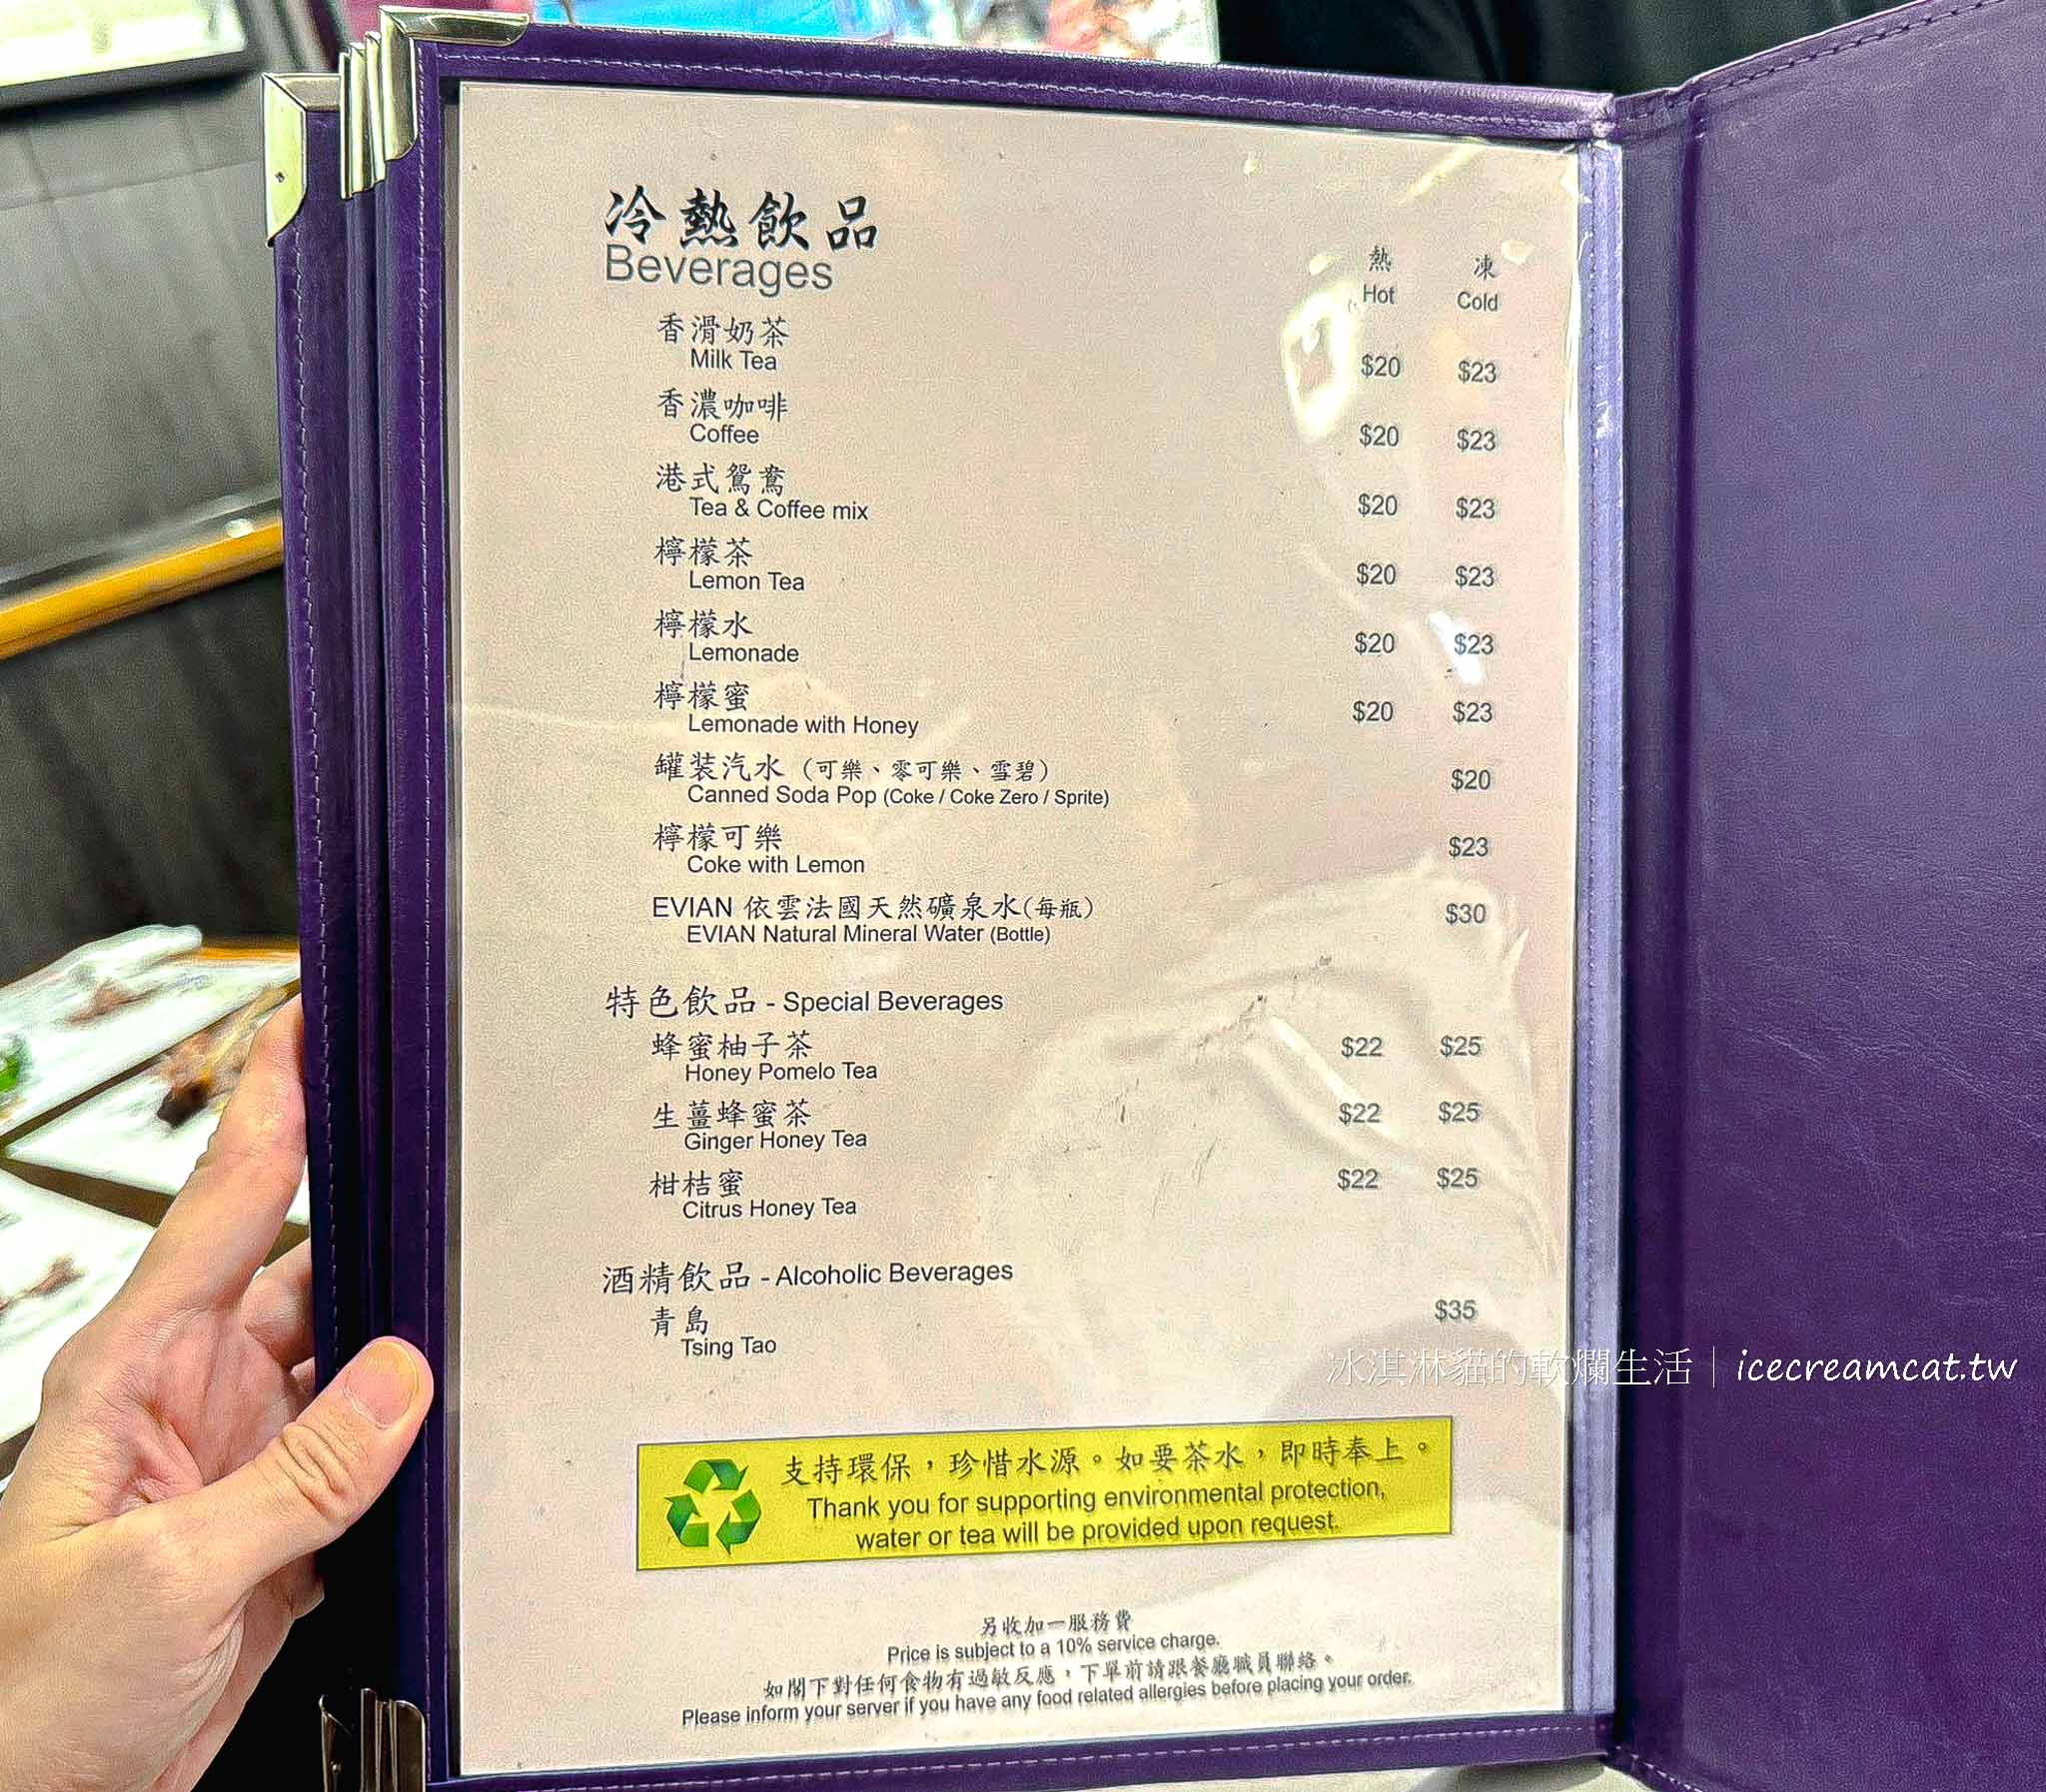 冷熱飲品
Beverages
熱 凍
Hot Cold
香滑奶茶
Milk Tea $20 $23
香濃咖啡
Coffee $20 $23
港式鴛鴦
Tea & Coffee mix $20 $23
檸檬茶
Lemon Tea $20 $23
檸檬水
Lemonade $20 $23
檸檬蜜
Lemonade with Honey $20 $23
罐装汽水（可樂、零可樂、雪碧） $20
Canned Soda Pop (Coke / Coke Zero / Sprite)
檸檬可樂 $23
Coke with Lemon
EVIAN 依雲法國天然礦泉水(每瓶) $30
EVIAN Natural Mineral Water (Bottle)
特色飲品 - Special Beverages
蜂蜜柚子茶 $22 $25
Honey Pomelo Tea
生薑蜂蜜茶 $22 $25
Ginger Honey Tea
柑桔蜜 $22 $25
Citrus Honey Tea
酒精飲品 - Alcoholic Beverages
青島 $35
Tsing Tao
冰淇淋貓的軟爛生活｜icecreamcat.tw
支持環保，珍惜水源。如要茶水，即時奉上。
Thank you for supporting environmental protection,
water or tea will be provided upon request.
另收加一服務費
Price is subject to a 10% service charge.
如閣下對任何食物有過敏反應，下單前請跟餐廳職員聯絡。
Please inform your server if you have any food related allergies before placing your order.